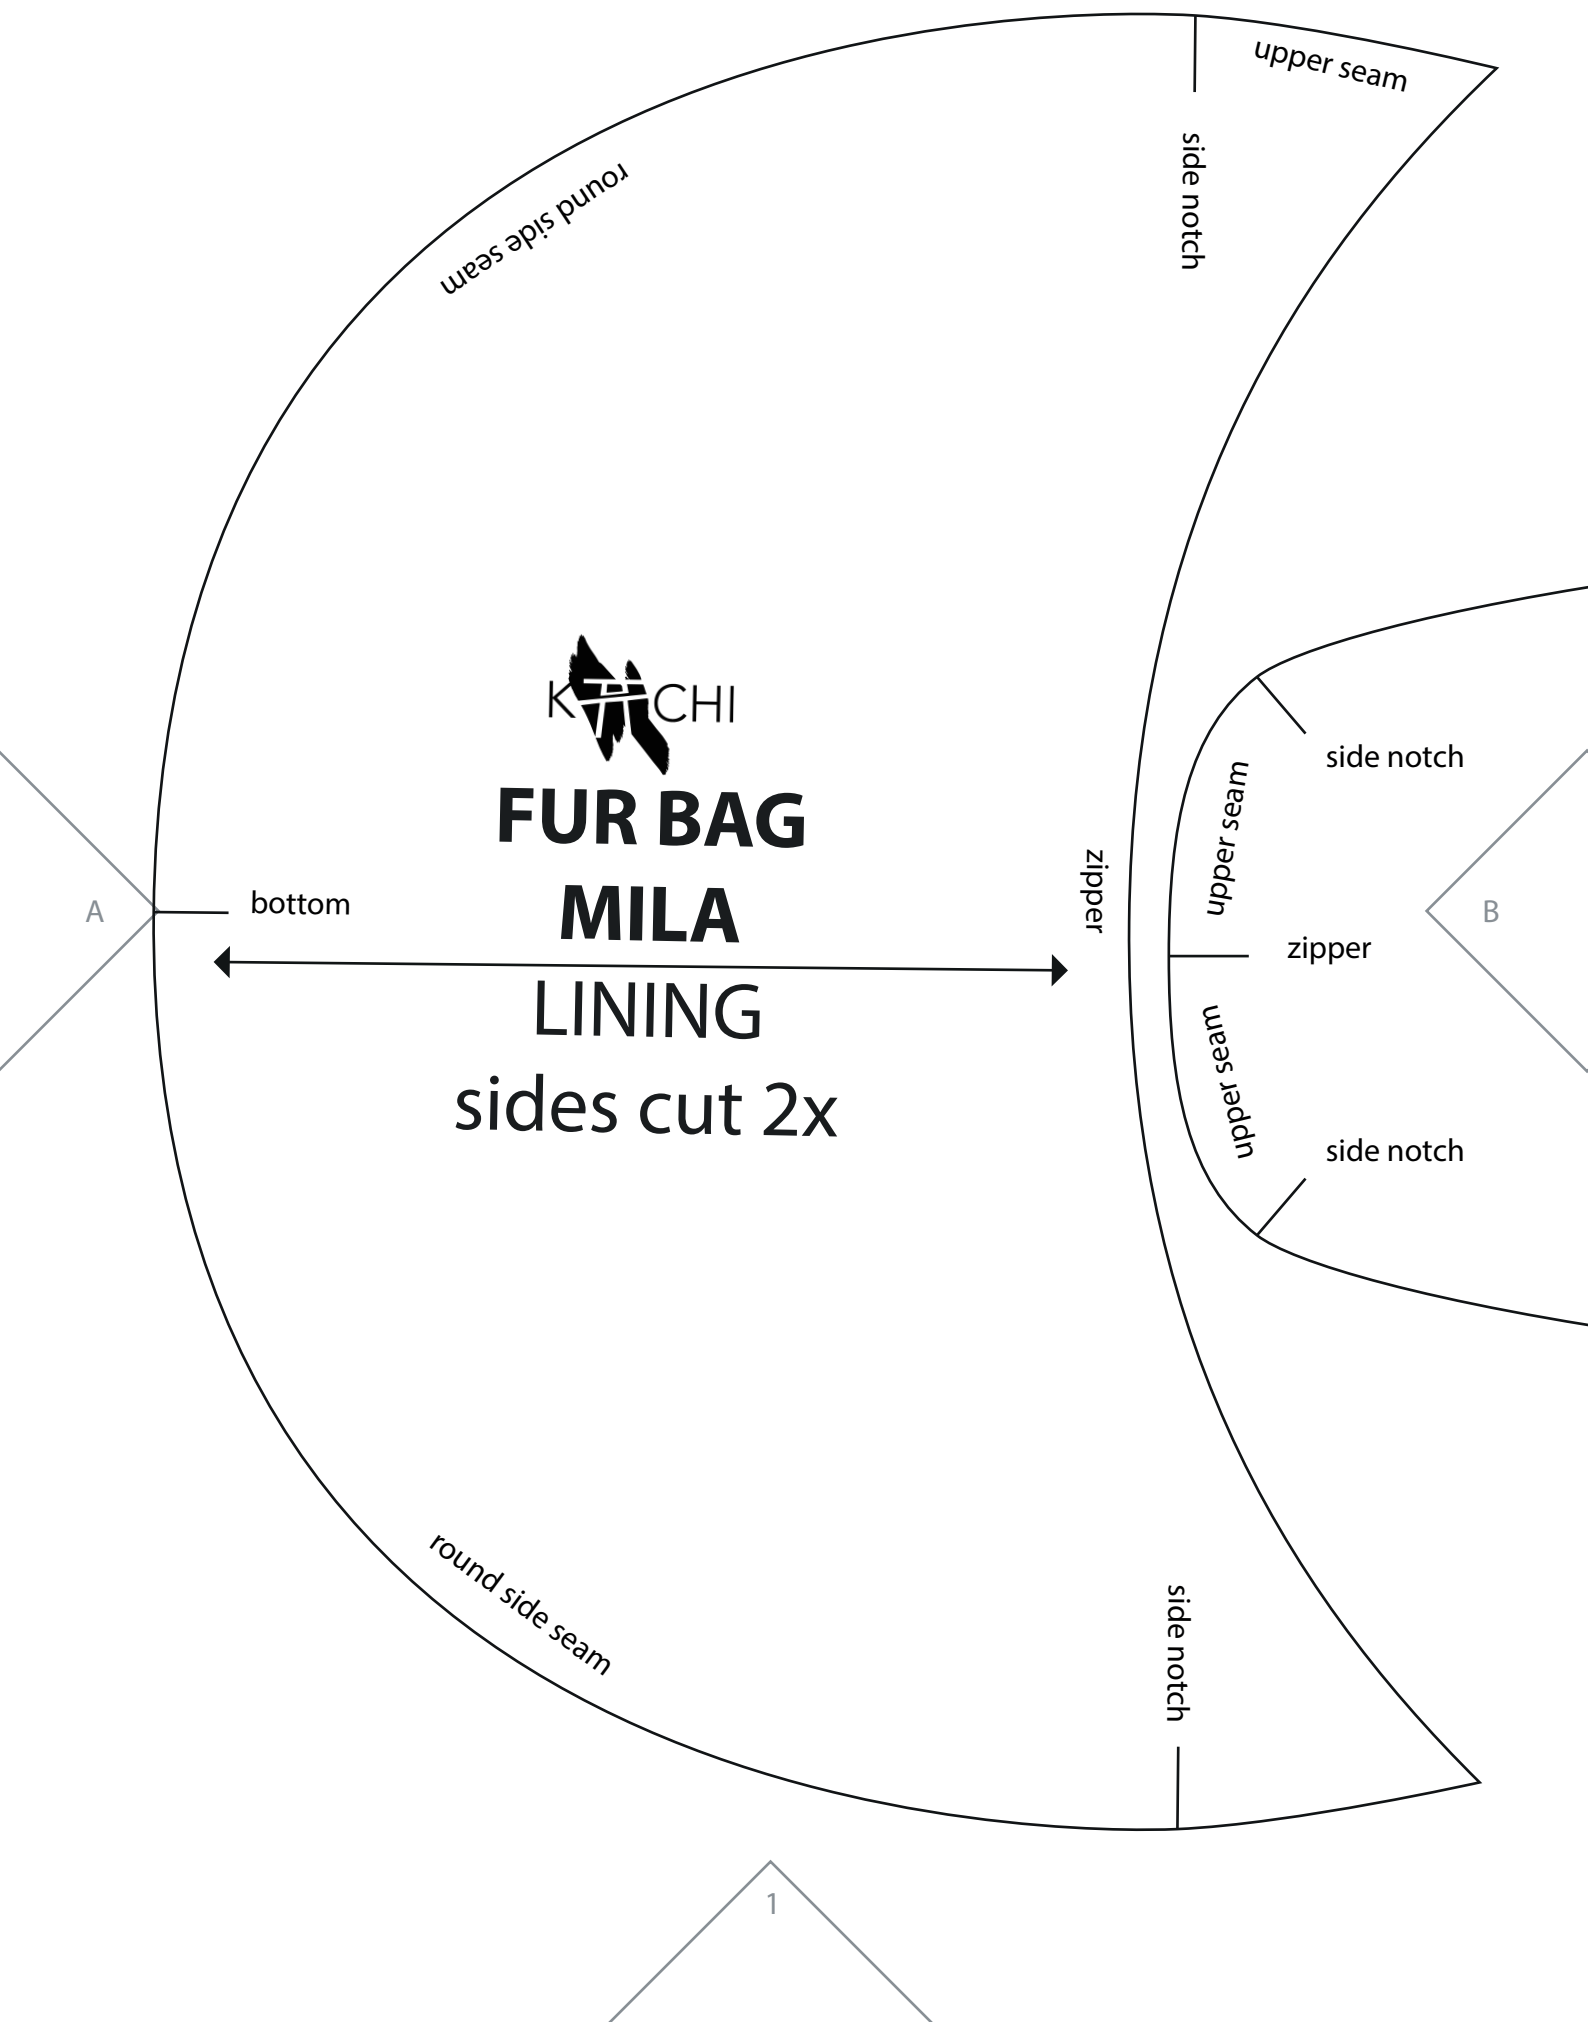 upper seam
side notch
round side seam
KAACHI
FUR BAG
MILA
LINING
sides cut 2x
A
bottom
zipper
side notch
upper seam
B
zipper
upper seam
side notch
round side seam
side notch
1